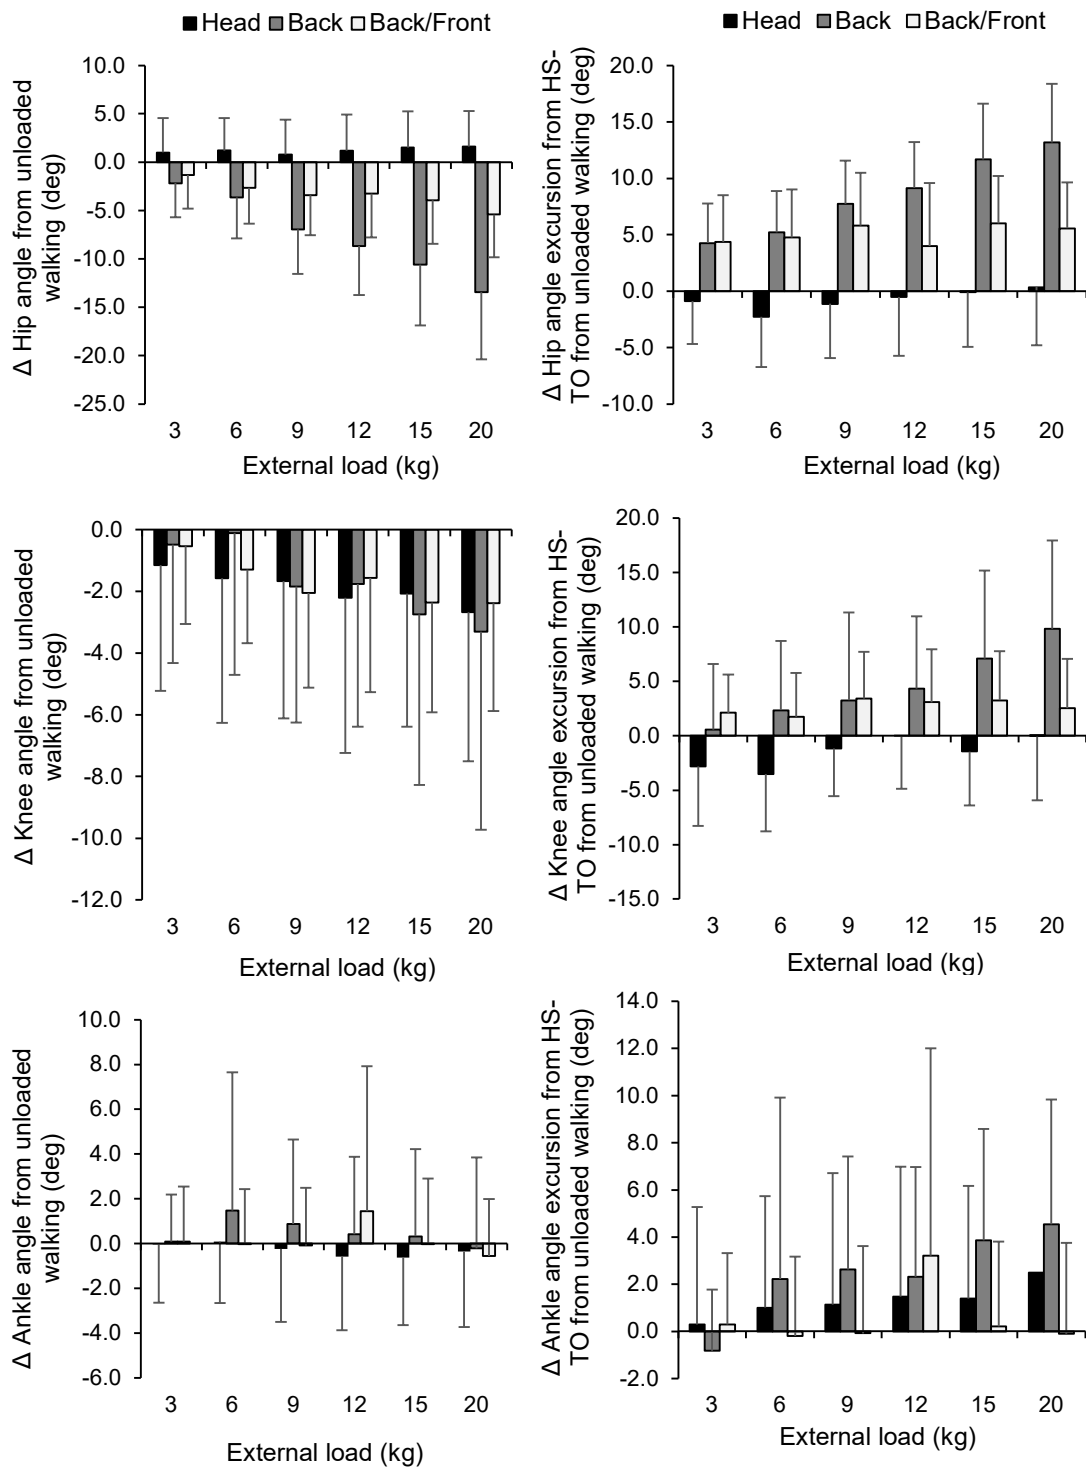 Head Back Back/Front
Δ Hip angle from unloaded
walking (deg)
10.0
5.0
0.0
-5.0
-10.0
-15.0
-20.0
-25.0
3 6 9 12 15 20
External load (kg)
Head Back Back/Front
Δ Hip angle excursion from HS-
TO from unloaded walking (deg)
20.0
15.0
10.0
5.0
0.0
-5.0
-10.0
3 6 9 12 15 20
External load (kg)
Δ Knee angle from unloaded
walking (deg)
0.0
-2.0
-4.0
-6.0
-8.0
-10.0
-12.0
3 6 9 12 15 20
External load (kg)
Δ Knee angle excursion from HS-
TO from unloaded walking (deg)
20.0
15.0
10.0
5.0
0.0
-5.0
-10.0
-15.0
3 6 9 12 15 20
External load (kg)
Δ Ankle angle from unloaded
walking (deg)
10.0
8.0
6.0
4.0
2.0
0.0
-2.0
-4.0
-6.0
3 6 9 12 15 20
External load (kg)
Δ Ankle angle excursion from HS-
TO from unloaded walking (deg)
14.0
12.0
10.0
8.0
6.0
4.0
2.0
0.0
-2.0
3 6 9 12 15 20
External load (kg)